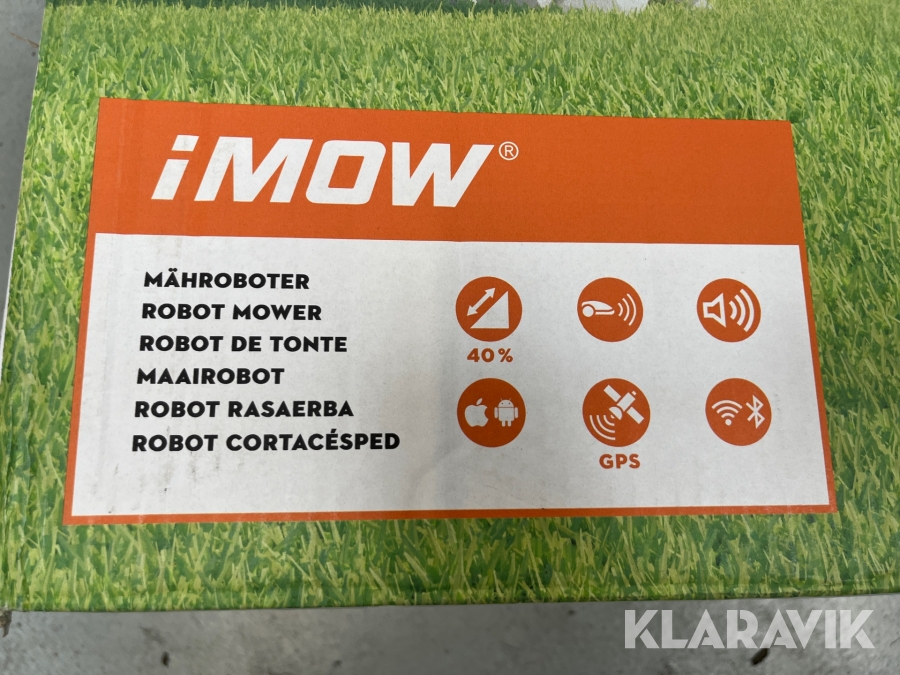 iMOW®
MÄHROBOTER
ROBOT MOWER
ROBOT DE TONTE
MAAIROBOT
ROBOT RASAERBA
ROBOT CORTACÉSPED
40%
GPS
KLARAVIK